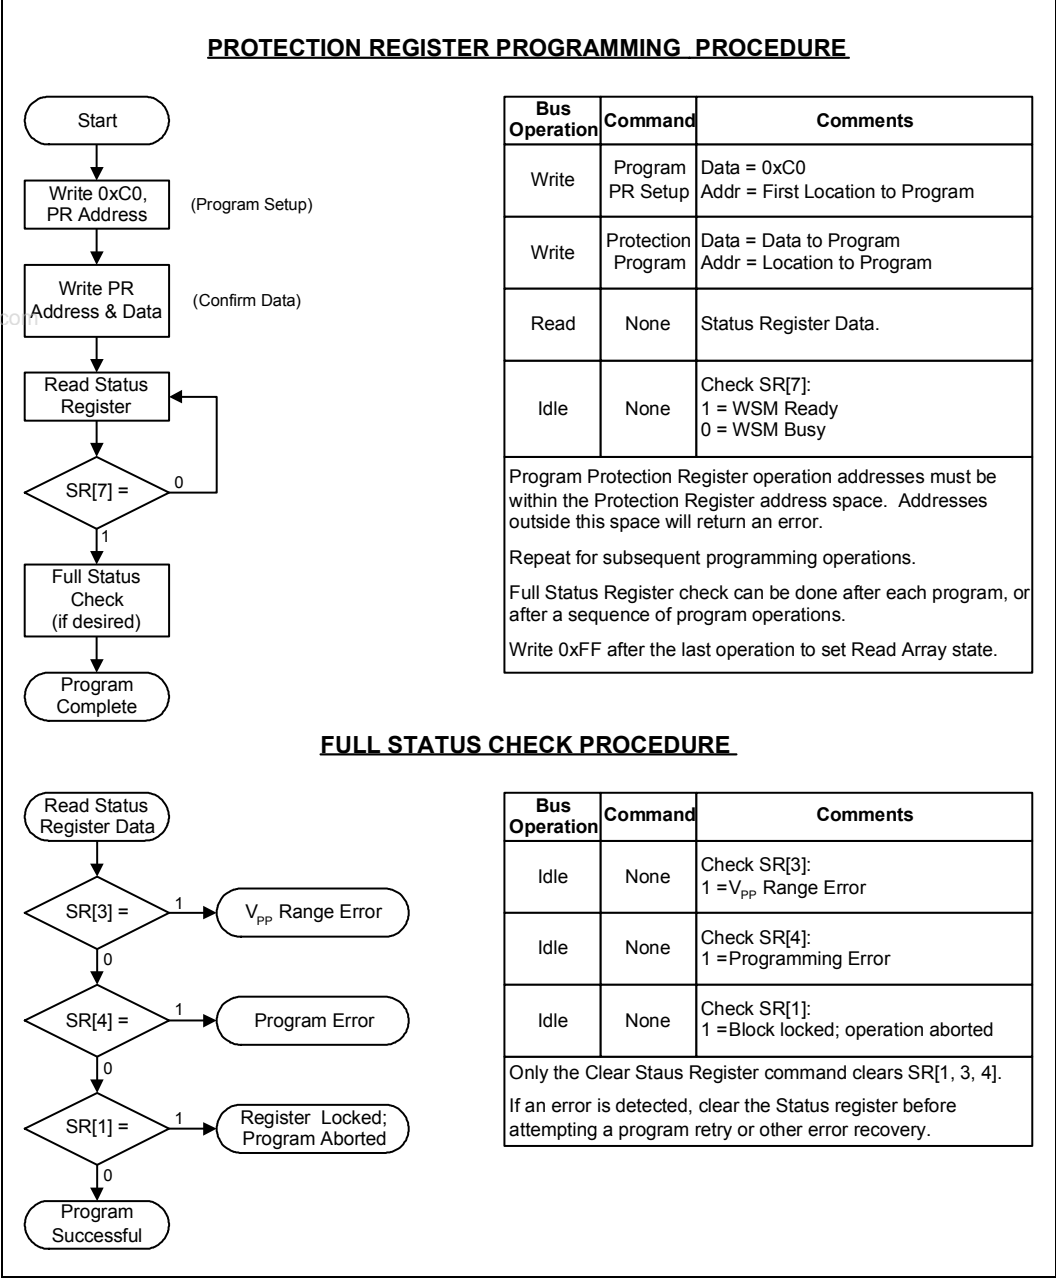 PROTECTION REGISTER PROGRAMMING PROCEDURE
Start
Write 0xC0,
PR Address
(Program Setup)
Write PR
Address & Data
(Confirm Data)
com
Read Status
Register
SR[7] =
0
1
Full Status
Check
(if desired)
Program
Complete
Bus
Operation
Command
Comments
Write
Program
PR Setup
Data = 0xC0
Addr = First Location to Program
Write
Protection
Program
Data = Data to Program
Addr = Location to Program
Read
None
Status Register Data.
Idle
None
Check SR[7]:
1 = WSM Ready
0 = WSM Busy
Program Protection Register operation addresses must be
within the Protection Register address space. Addresses
outside this space will return an error.
Repeat for subsequent programming operations.
Full Status Register check can be done after each program, or
after a sequence of program operations.
Write 0xFF after the last operation to set Read Array state.
FULL STATUS CHECK PROCEDURE
Read Status
Register Data
SR[3] =
1
VPP Range Error
0
SR[4] =
1
Program Error
0
SR[1] =
1
Register Locked;
Program Aborted
0
Program
Successful
Bus
Operation
Command
Comments
Idle
None
Check SR[3]:
1 =VPP Range Error
Idle
None
Check SR[4]:
1 =Programming Error
Idle
None
Check SR[1]:
1 =Block locked; operation aborted
Only the Clear Staus Register command clears SR[1, 3, 4].
If an error is detected, clear the Status register before
attempting a program retry or other error recovery.